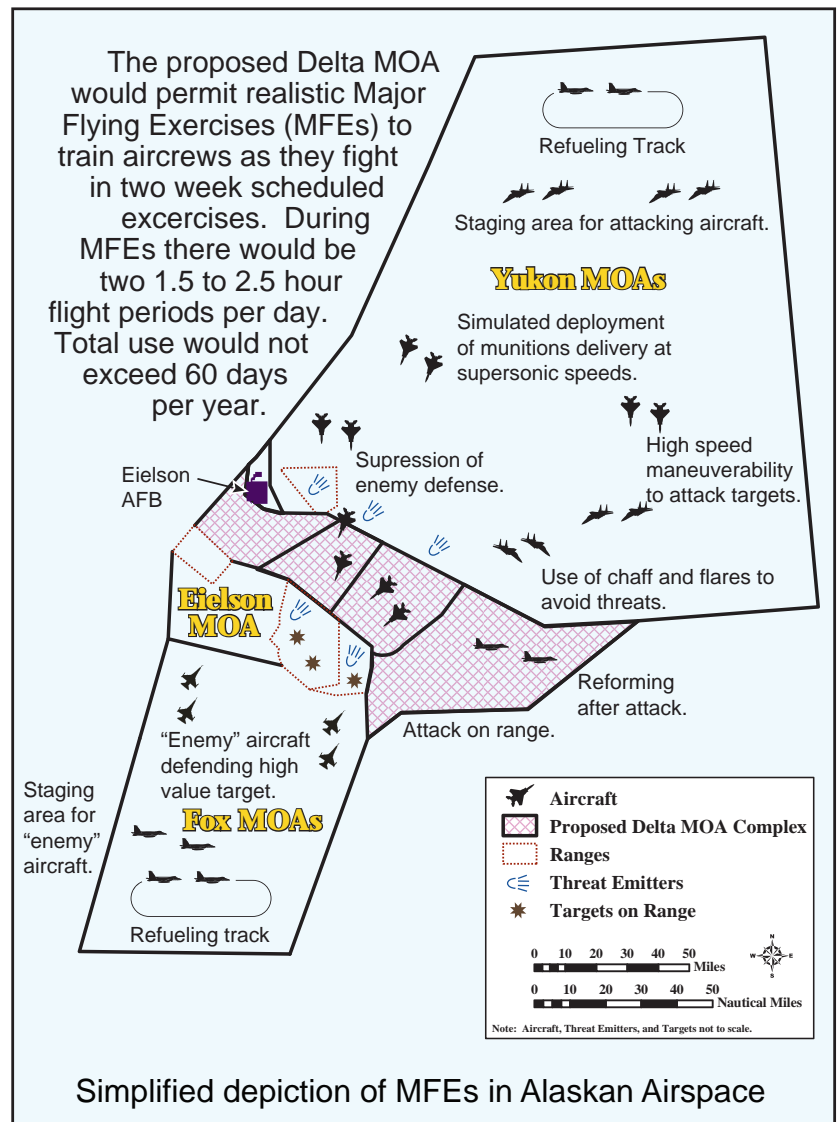 The proposed Delta MOA
would permit realistic Major
Flying Exercises (MFEs) to
train aircrews as they fight
in two week scheduled
excercises. During
MFEs there would be
two 1.5 to 2.5 hour
flight periods per day.
Total use would not
exceed 60 days
per year.
Refueling Track
Staging area for attacking aircraft.
Yukon MOAs
Simulated deployment
of munitions delivery at
supersonic speeds.
High speed
maneuverability
to attack targets.
Supression of
enemy defense.
Eielson
AFB
Use of chaff and flares to
avoid threats.
Eielson
MOA
Reforming
after attack.
Attack on range.
"Enemy" aircraft
defending high
value target.
Staging
area for
"enemy"
aircraft.
Fox MOAs
Refueling track
Aircraft
Proposed Delta MOA Complex
Ranges
Threat Emitters
Targets on Range
0 10 20 30 40 50
Miles
0 10 20 30 40 50
Nautical Miles
N
W E
S
Note: Aircraft, Threat Emitters, and Targets not to scale.
Simplified depiction of MFEs in Alaskan Airspace